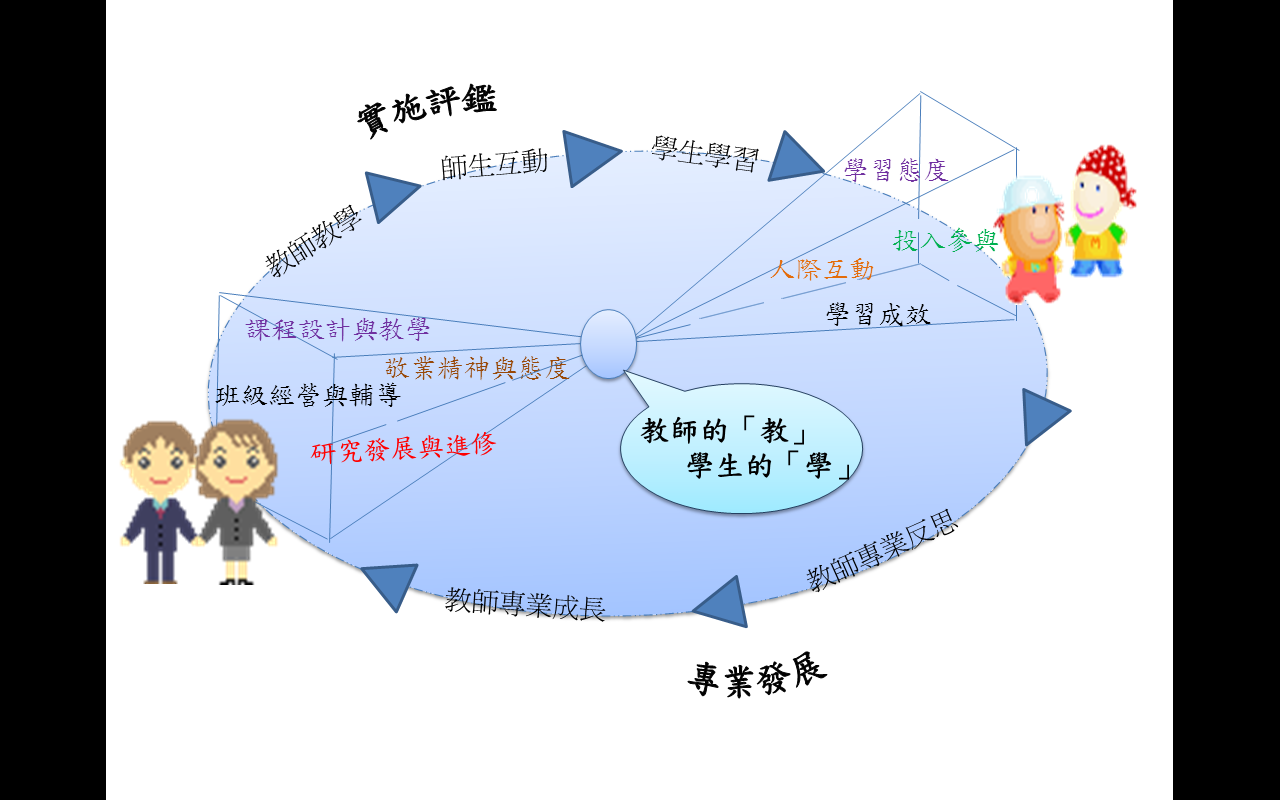 實施評鑑
師生互動
學生學習
教師教學
學習態度
投入參與
人際互動
學習成效
課程設計與教學
敬業精神與態度
班級經營與輔導
研究發展與進修
教師的「教」
學生的「學」
教師專業反思
教師專業成長
專業發展
M